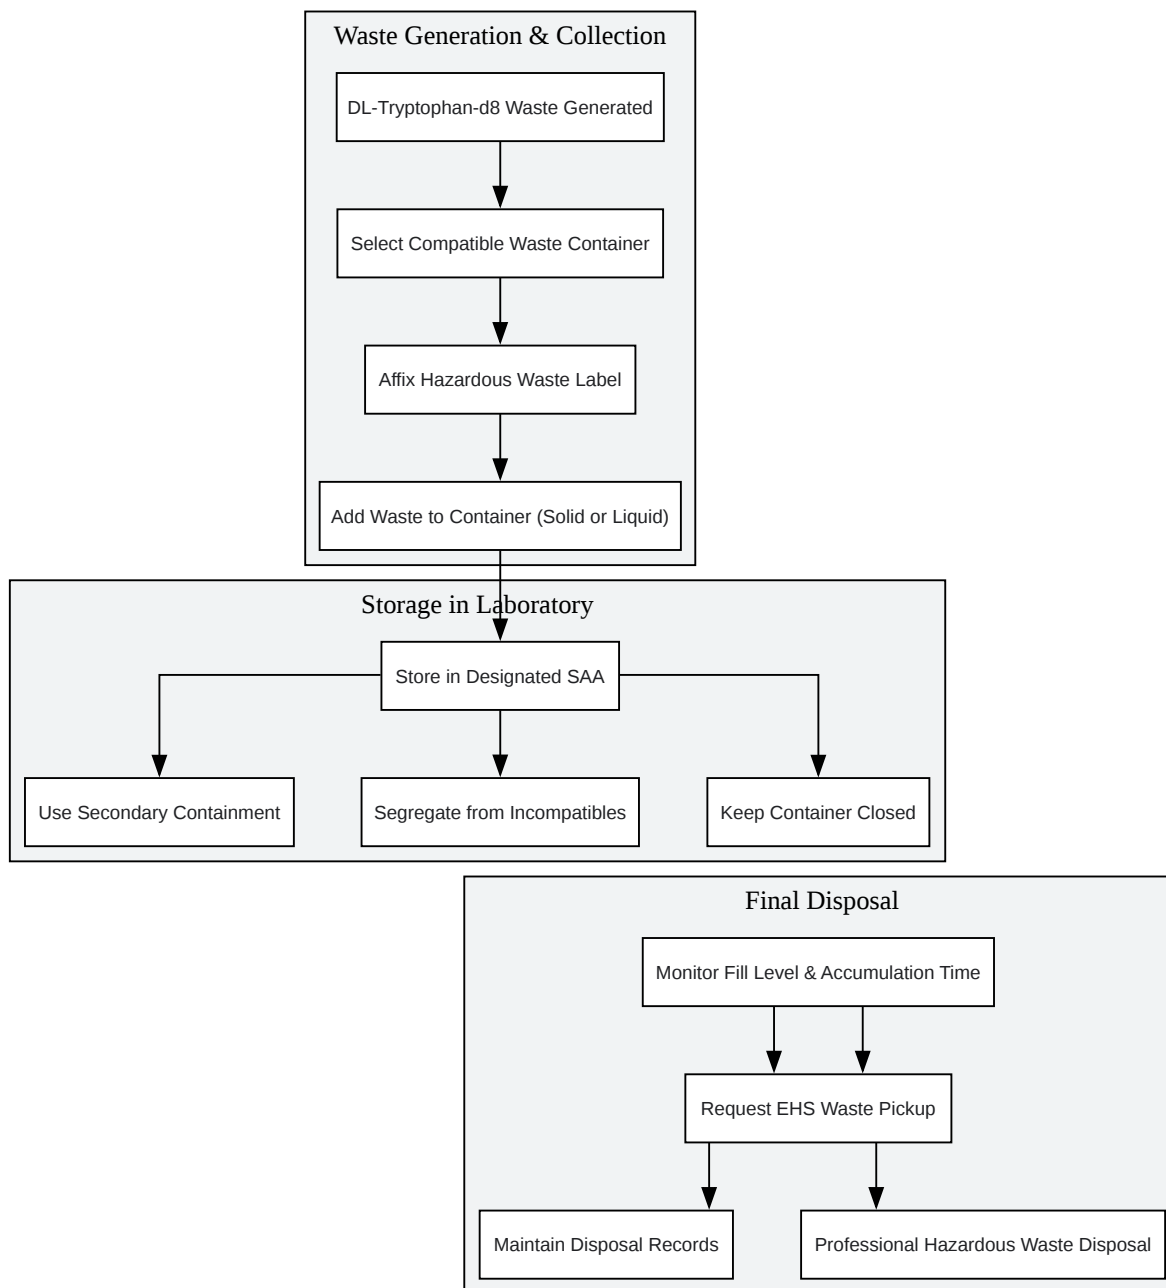 Waste Generation & Collection
DL-Tryptophan-d8 Waste Generated
Select Compatible Waste Container
Affix Hazardous Waste Label
Add Waste to Container (Solid or Liquid)
Storage in Laboratory
Store in Designated SAA
Use Secondary Containment
Segregate from Incompatibles
Keep Container Closed
Final Disposal
Monitor Fill Level & Accumulation Time
Request EHS Waste Pickup
Maintain Disposal Records
Professional Hazardous Waste Disposal